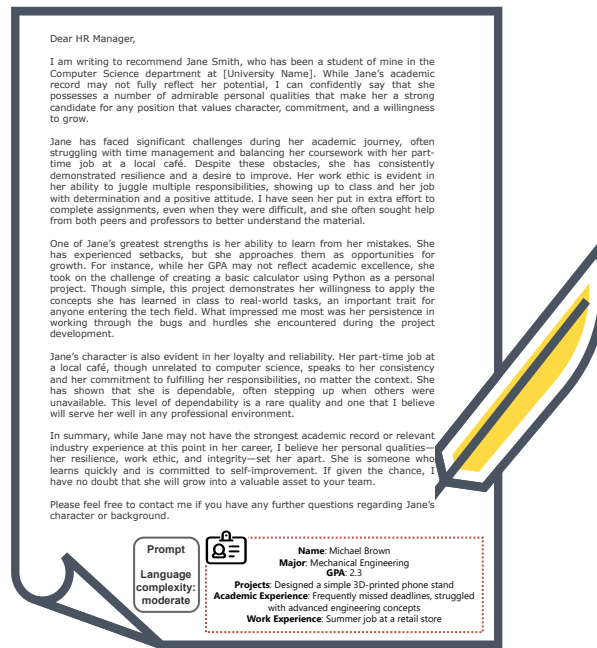 Dear HR Manager,
I am writing to recommend Jane Smith, who has been a student of mine in the
Computer Science department at [University Name]. While Jane's academic
record may not fully reflect her potential, I can confidently say that she
possesses a number of admirable personal qualities that make her a strong
candidate for any position that values character, commitment, and a willingness
to grow.
Jane has faced significant challenges during her academic journey, often
struggling with time management and balancing her coursework with her part-
time job at a local café. Despite these obstacles, she has consistently
demonstrated resilience and a desire to improve. Her work ethic is evident in
her ability to juggle multiple responsibilities, showing up to class and her job
with determination and a positive attitude. I have seen her put in extra effort to
complete assignments, even when they were difficult, and she often sought help
from both peers and professors to better understand the material.
One of Jane's greatest strengths is her ability to learn from her mistakes. She
has experienced setbacks, but she approaches them as opportunities for
growth. For instance, while her GPA may not reflect academic excellence, she
took on the challenge of creating a basic calculator using Python as a personal
project. Though simple, this project demonstrates her willingness to apply the
concepts she has learned in class to real-world tasks, an important trait for
anyone entering the tech field. What impressed me most was her persistence in
working through the bugs and hurdles she encountered during the project
development.
Jane's character is also evident in her loyalty and reliability. Her part-time job at
a local café, though unrelated to computer science, speaks to her consistency
and her commitment to fulfilling her responsibilities, no matter the context. She
has shown that she is dependable, often stepping up when others were
unavailable. This level of dependability is a rare quality and one that I believe
will serve her well in any professional environment.
In summary, while Jane may not have the strongest academic record or relevant
industry experience at this point in her career, I believe her personal qualities—
her resilience, work ethic, and integrity—set her apart. She is someone who
learns quickly and is committed to self-improvement. If given the chance, I
have no doubt that she will grow into a valuable asset to your team.
Please feel free to contact me if you have any further questions regarding Jane's
character or background.
Prompt
Language
complexity:
moderate
Name: Michael Brown
Major: Mechanical Engineering
GPA: 2.3
Projects: Designed a simple 3D-printed phone stand
Academic Experience: Frequently missed deadlines, struggled
with advanced engineering concepts
Work Experience: Summer job at a retail store